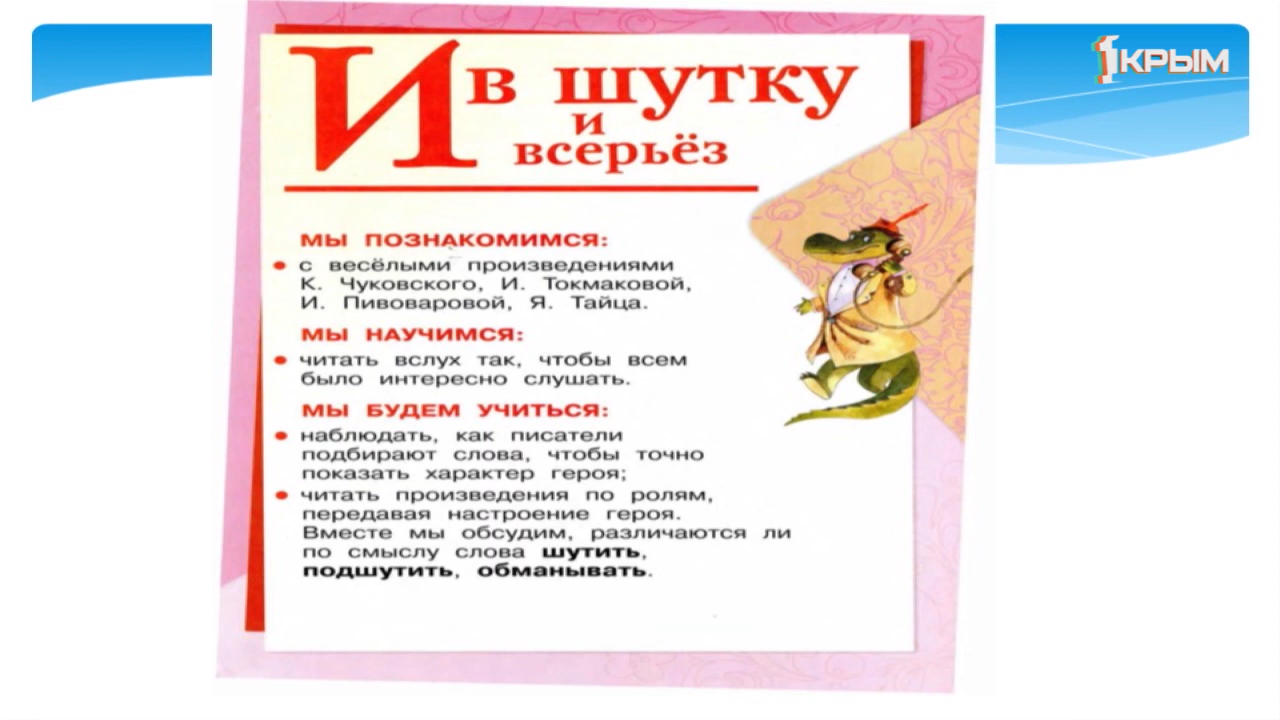 1КРЫМ
И в шутку
и
всерьёз
МЫ ПОЗНАКОМИМСЯ:
• с весёлыми произведениями
К. Чуковского, И. Токмаковой,
И. Пивоваровой, Я. Тайца.
МЫ НАУЧИМСЯ:
• читать вслух так, чтобы всем
было интересно слушать.
МЫ БУДЕМ УЧИТЬСЯ:
• наблюдать, как писатели
подбирают слова, чтобы точно
показать характер героя;
• читать произведения по ролям,
передавая настроение героя.
Вместе мы обсудим, различаются ли
по смыслу слова шутить,
подшутить, обманывать.